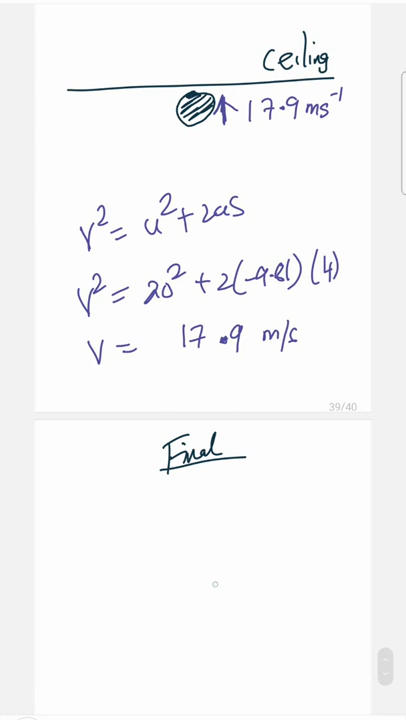 Ceiling
17.9 ms⁻¹
v² = u² + 2as
v² = 20² + 2(-9.81)(4)
v = 17.9 m/s
39/40
Final